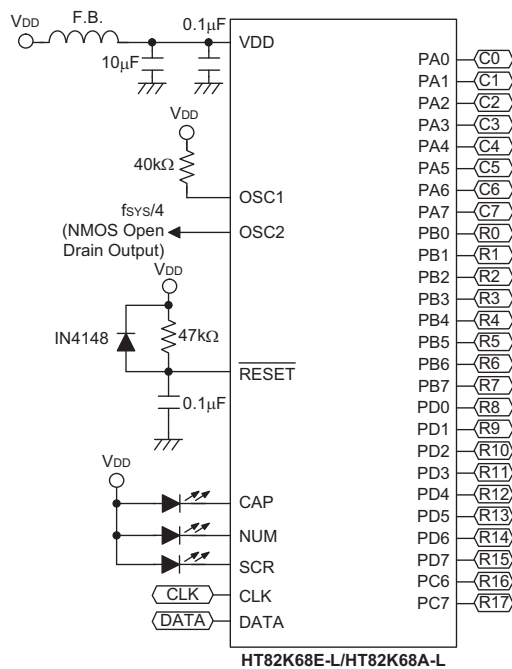 VDD
F.B.
0.1μF
10μF
VDD
VDD
40kΩ
OSC1
fSYS/4
(NMOS Open
Drain Output)
OSC2
VDD
IN4148
47kΩ
RESET
0.1μF
VDD
CAP
NUM
SCR
CLK CLK
DATA DATA
PA0 C0
PA1 C1
PA2 C2
PA3 C3
PA4 C4
PA5 C5
PA6 C6
PA7 C7
PB0 R0
PB1 R1
PB2 R2
PB3 R3
PB4 R4
PB5 R5
PB6 R6
PB7 R7
PD0 R8
PD1 R9
PD2 R10
PD3 R11
PD4 R12
PD5 R13
PD6 R14
PD7 R15
PC6 R16
PC7 R17
HT82K68E-L/HT82K68A-L